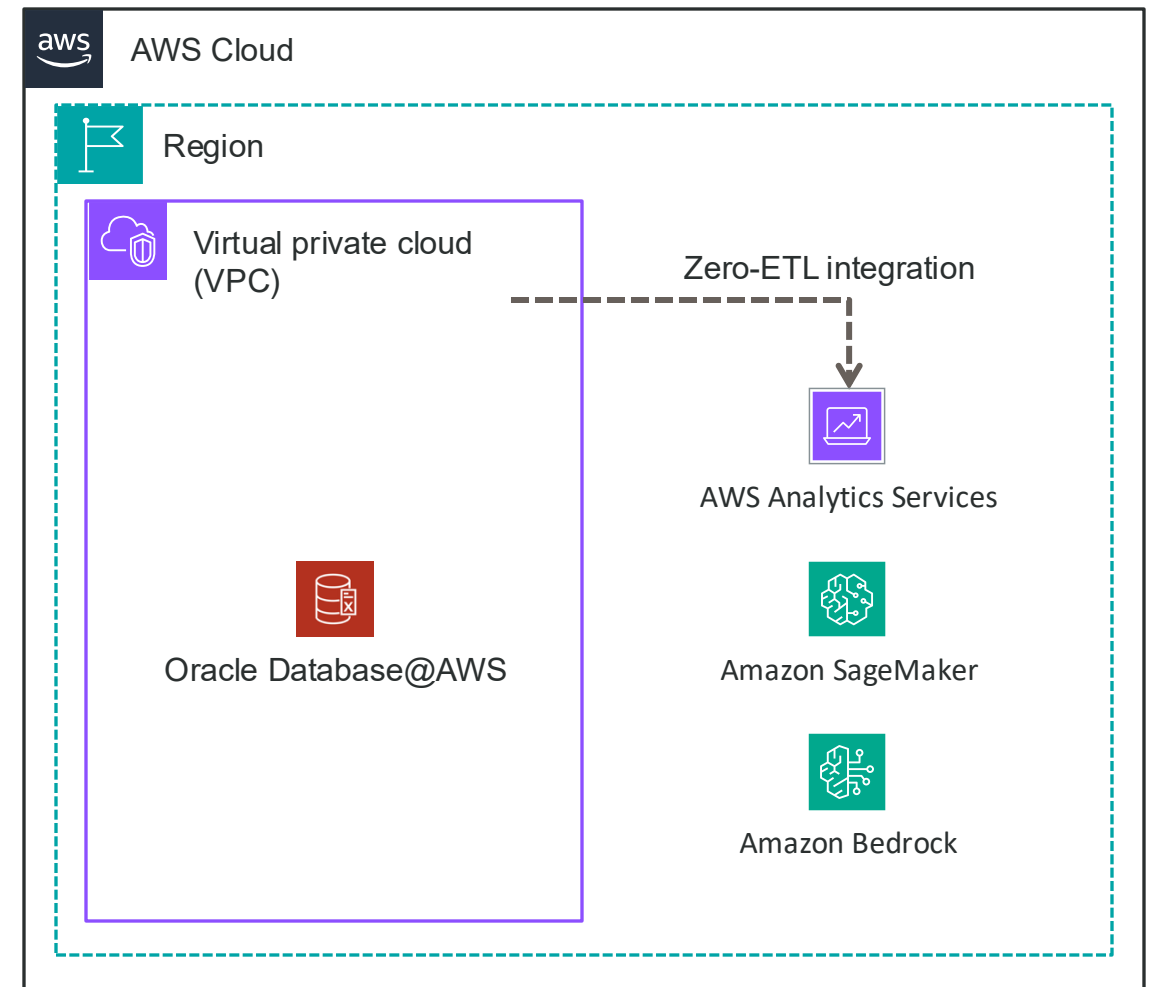 aws
AWS Cloud
Region
Virtual private cloud
(VPC)
Zero-ETL integration
AWS Analytics Services
X
Oracle Database@AWS
Amazon SageMaker
Amazon Bedrock